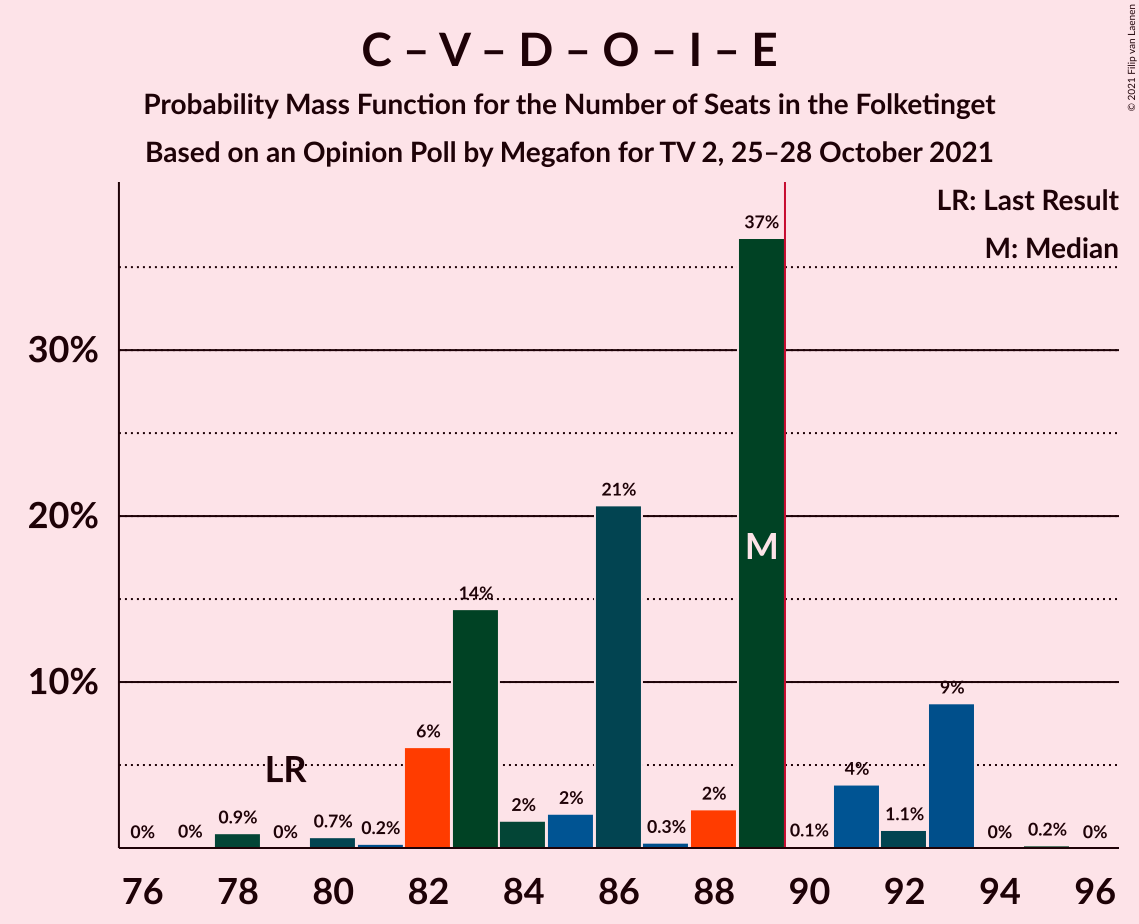 C – V – D – O – I – E
Probability Mass Function for the Number of Seats in the Folketinget
Based on an Opinion Poll by Megafon for TV 2, 25–28 October 2021
© 2021 Filip van Laenen
LR: Last Result
M: Median
37%
30%
21%
20%
M
14%
10%
9%
6%
LR
4%
0% 0% 0.9% 0% 0.7% 0.2% 2% 2% 0.3% 2% 0.1% 1.1% 0% 0.2% 0%
76 78 80 82 84 86 88 90 92 94 96